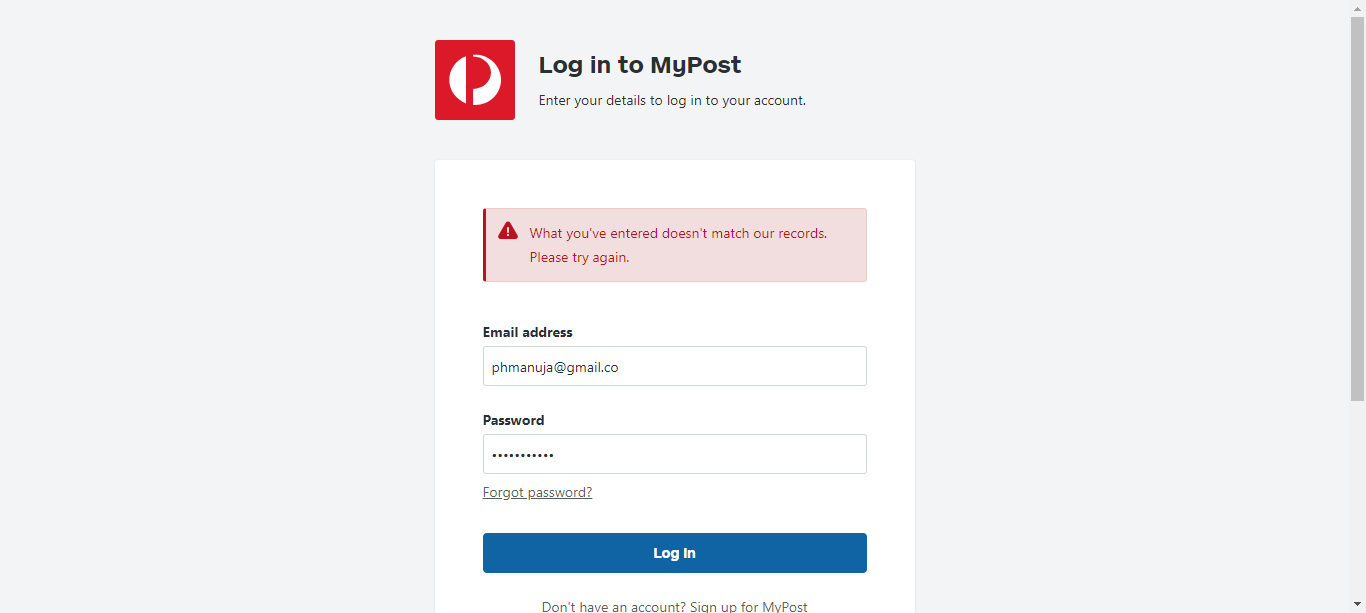 Log in to MyPost
Enter your details to log in to your account.
What you've entered doesn't match our records.
Please try again.
Email address
phmanuja@gmail.co
Password
•••••••••••
Forgot password?
Log In
Don't have an account? Sign up for MyPost